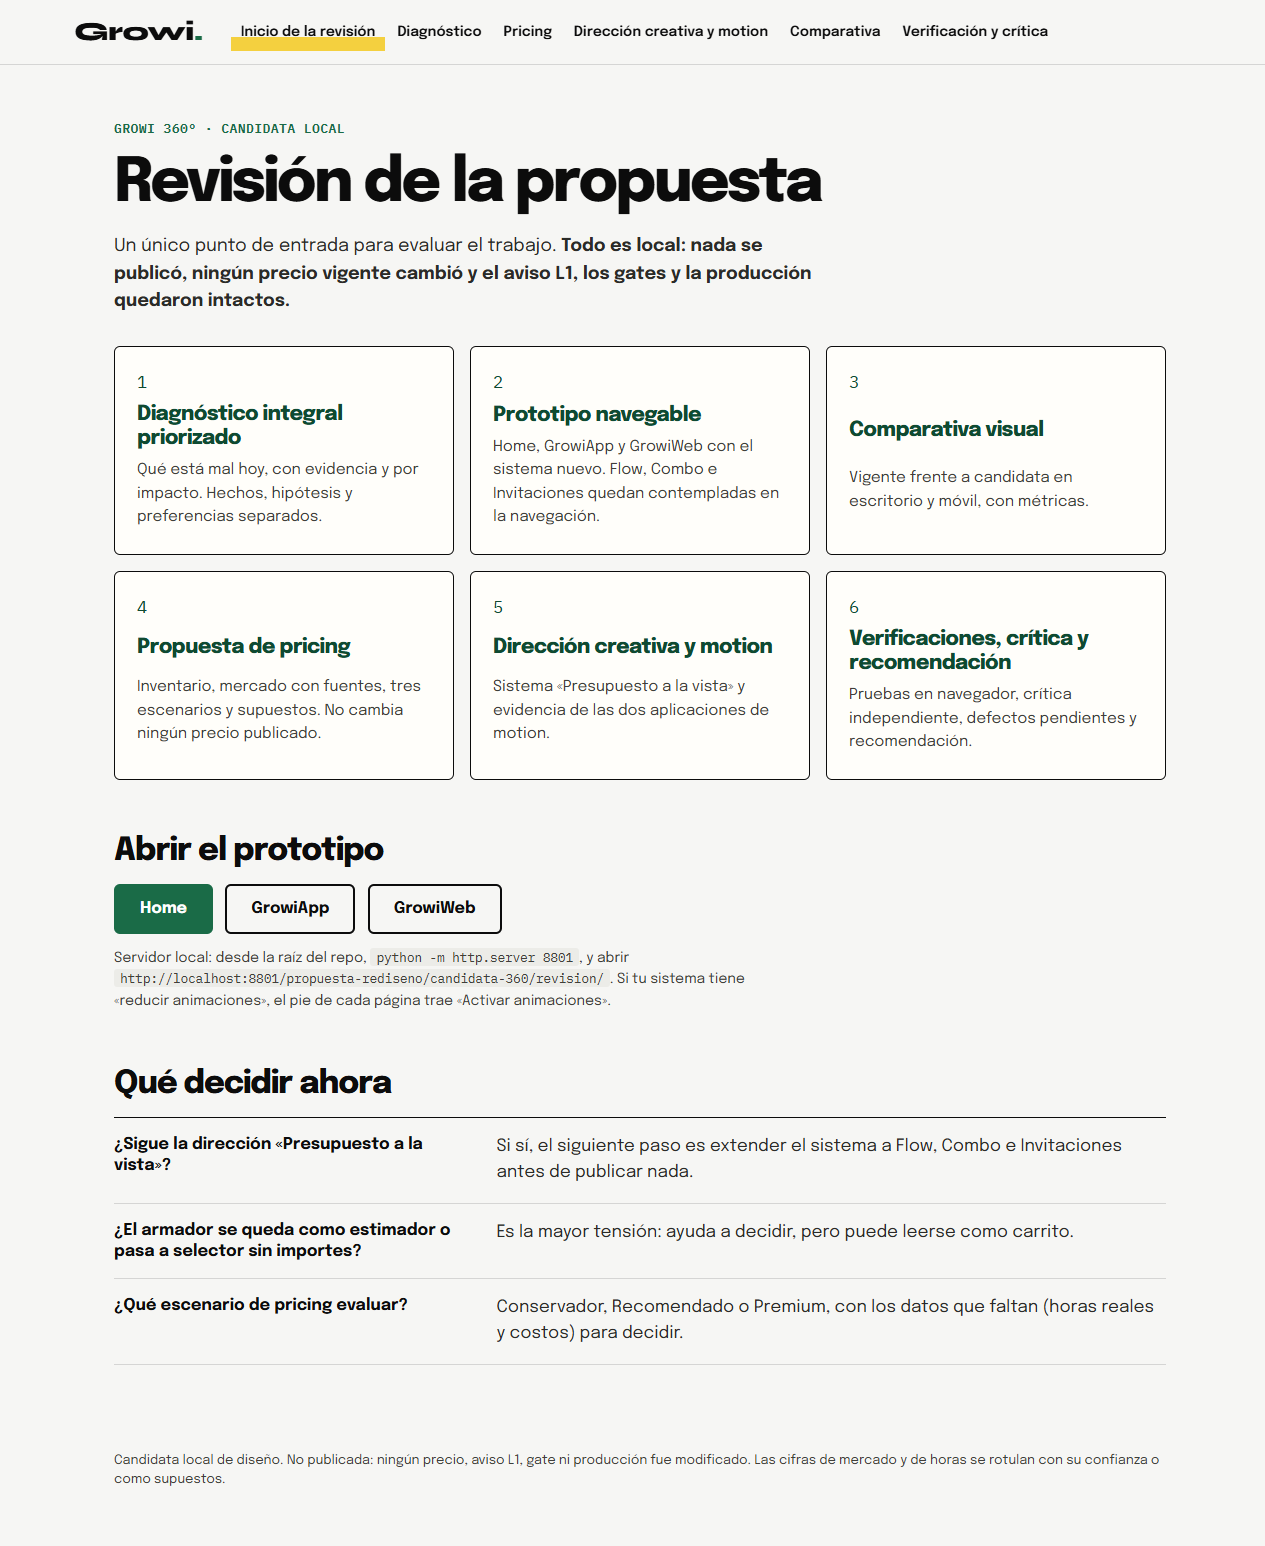 Growi.
Inicio de la revisión
Diagnóstico
Pricing
Dirección creativa y motion
Comparativa
Verificación y crítica
GROWI 360° · CANDIDATA LOCAL
Revisión de la propuesta
Un único punto de entrada para evaluar el trabajo. Todo es local: nada se
publicó, ningún precio vigente cambió y el aviso L1, los gates y la producción
quedaron intactos.
1
Diagnóstico integral
priorizado
Qué está mal hoy, con evidencia y por
impacto. Hechos, hipótesis y
preferencias separados.
2
Prototipo navegable
Home, GrowiApp y GrowiWeb con el
sistema nuevo. Flow, Combo e
Invitaciones quedan contempladas en
la navegación.
3
Comparativa visual
Vigente frente a candidata en
escritorio y móvil, con métricas.
4
Propuesta de pricing
Inventario, mercado con fuentes, tres
escenarios y supuestos. No cambia
ningún precio publicado.
5
Dirección creativa y motion
Sistema «Presupuesto a la vista» y
evidencia de las dos aplicaciones de
motion.
6
Verificaciones, crítica y
recomendación
Pruebas en navegador, crítica
independiente, defectos pendientes y
recomendación.
Abrir el prototipo
Home
GrowiApp
GrowiWeb
Servidor local: desde la raíz del repo, python -m http.server 8801, y abrir
http://localhost:8801/propuesta-rediseno/candidata-360/revision/. Si tu sistema tiene
«reducir animaciones», el pie de cada página trae «Activar animaciones».
Qué decidir ahora
¿Sigue la dirección «Presupuesto a la
vista»?
Si sí, el siguiente paso es extender el sistema a Flow, Combo e Invitaciones
antes de publicar nada.
¿El armador se queda como estimador o
pasa a selector sin importes?
Es la mayor tensión: ayuda a decidir, pero puede leerse como carrito.
¿Qué escenario de pricing evaluar?
Conservador, Recomendado o Premium, con los datos que faltan (horas reales
y costos) para decidir.
Candidata local de diseño. No publicada: ningún precio, aviso L1, gate ni producción fue modificado. Las cifras de mercado y de horas se rotulan con su confianza o
como supuestos.